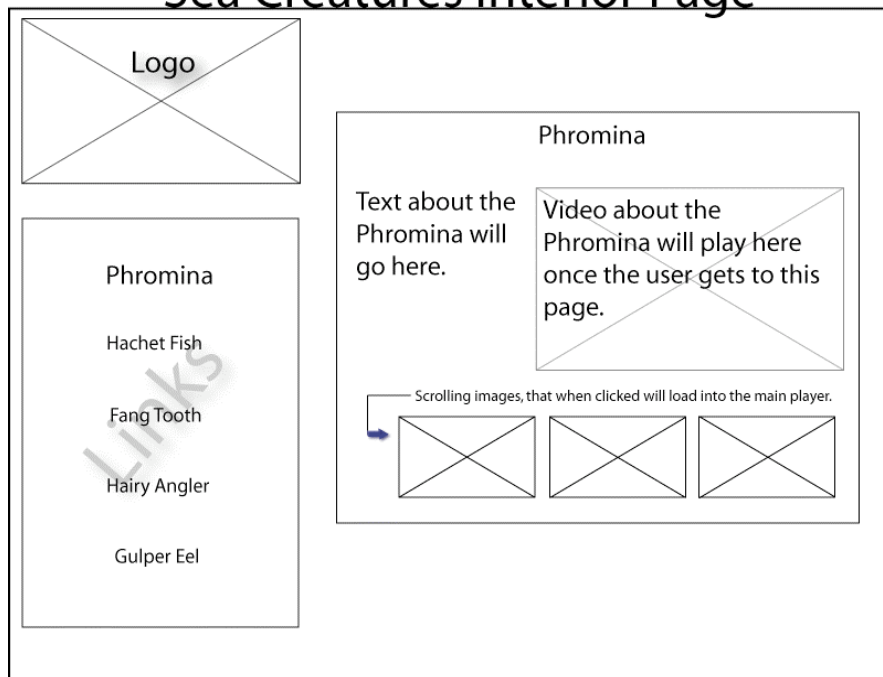 Sea Creatures Interior Page
Logo
Phromina
Hachet Fish
Fang Tooth
Hairy Angler
Gulper Eel
Links
Phromina
Text about the
Phromina will
go here.
Video about the
Phromina will play here
once the user gets to this
page.
Scrolling images, that when clicked will load into the main player.